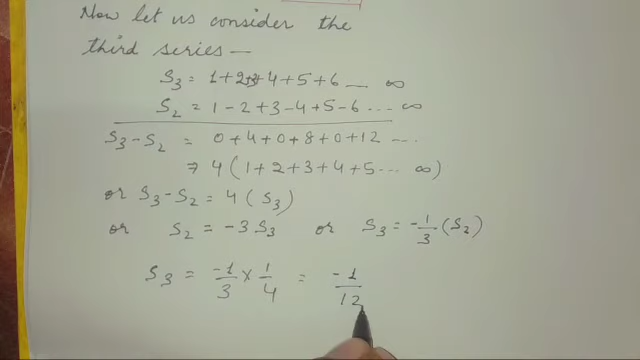 Now let us consider the
third series —
S₃ = 1+2+3+4+5+6 ... ∞
S₂ = 1-2+3-4+5-6 ... ∞
S₃-S₂ = 0+4+0+8+0+12 ....
⇒ 4(1+2+3+4+5... ∞)
or S₃-S₂ = 4(S₃)
or S₂ = -3S₃ or S₃ = -1/3 (S₂)
S₃ = -1/3 × 1/4 = -1/12